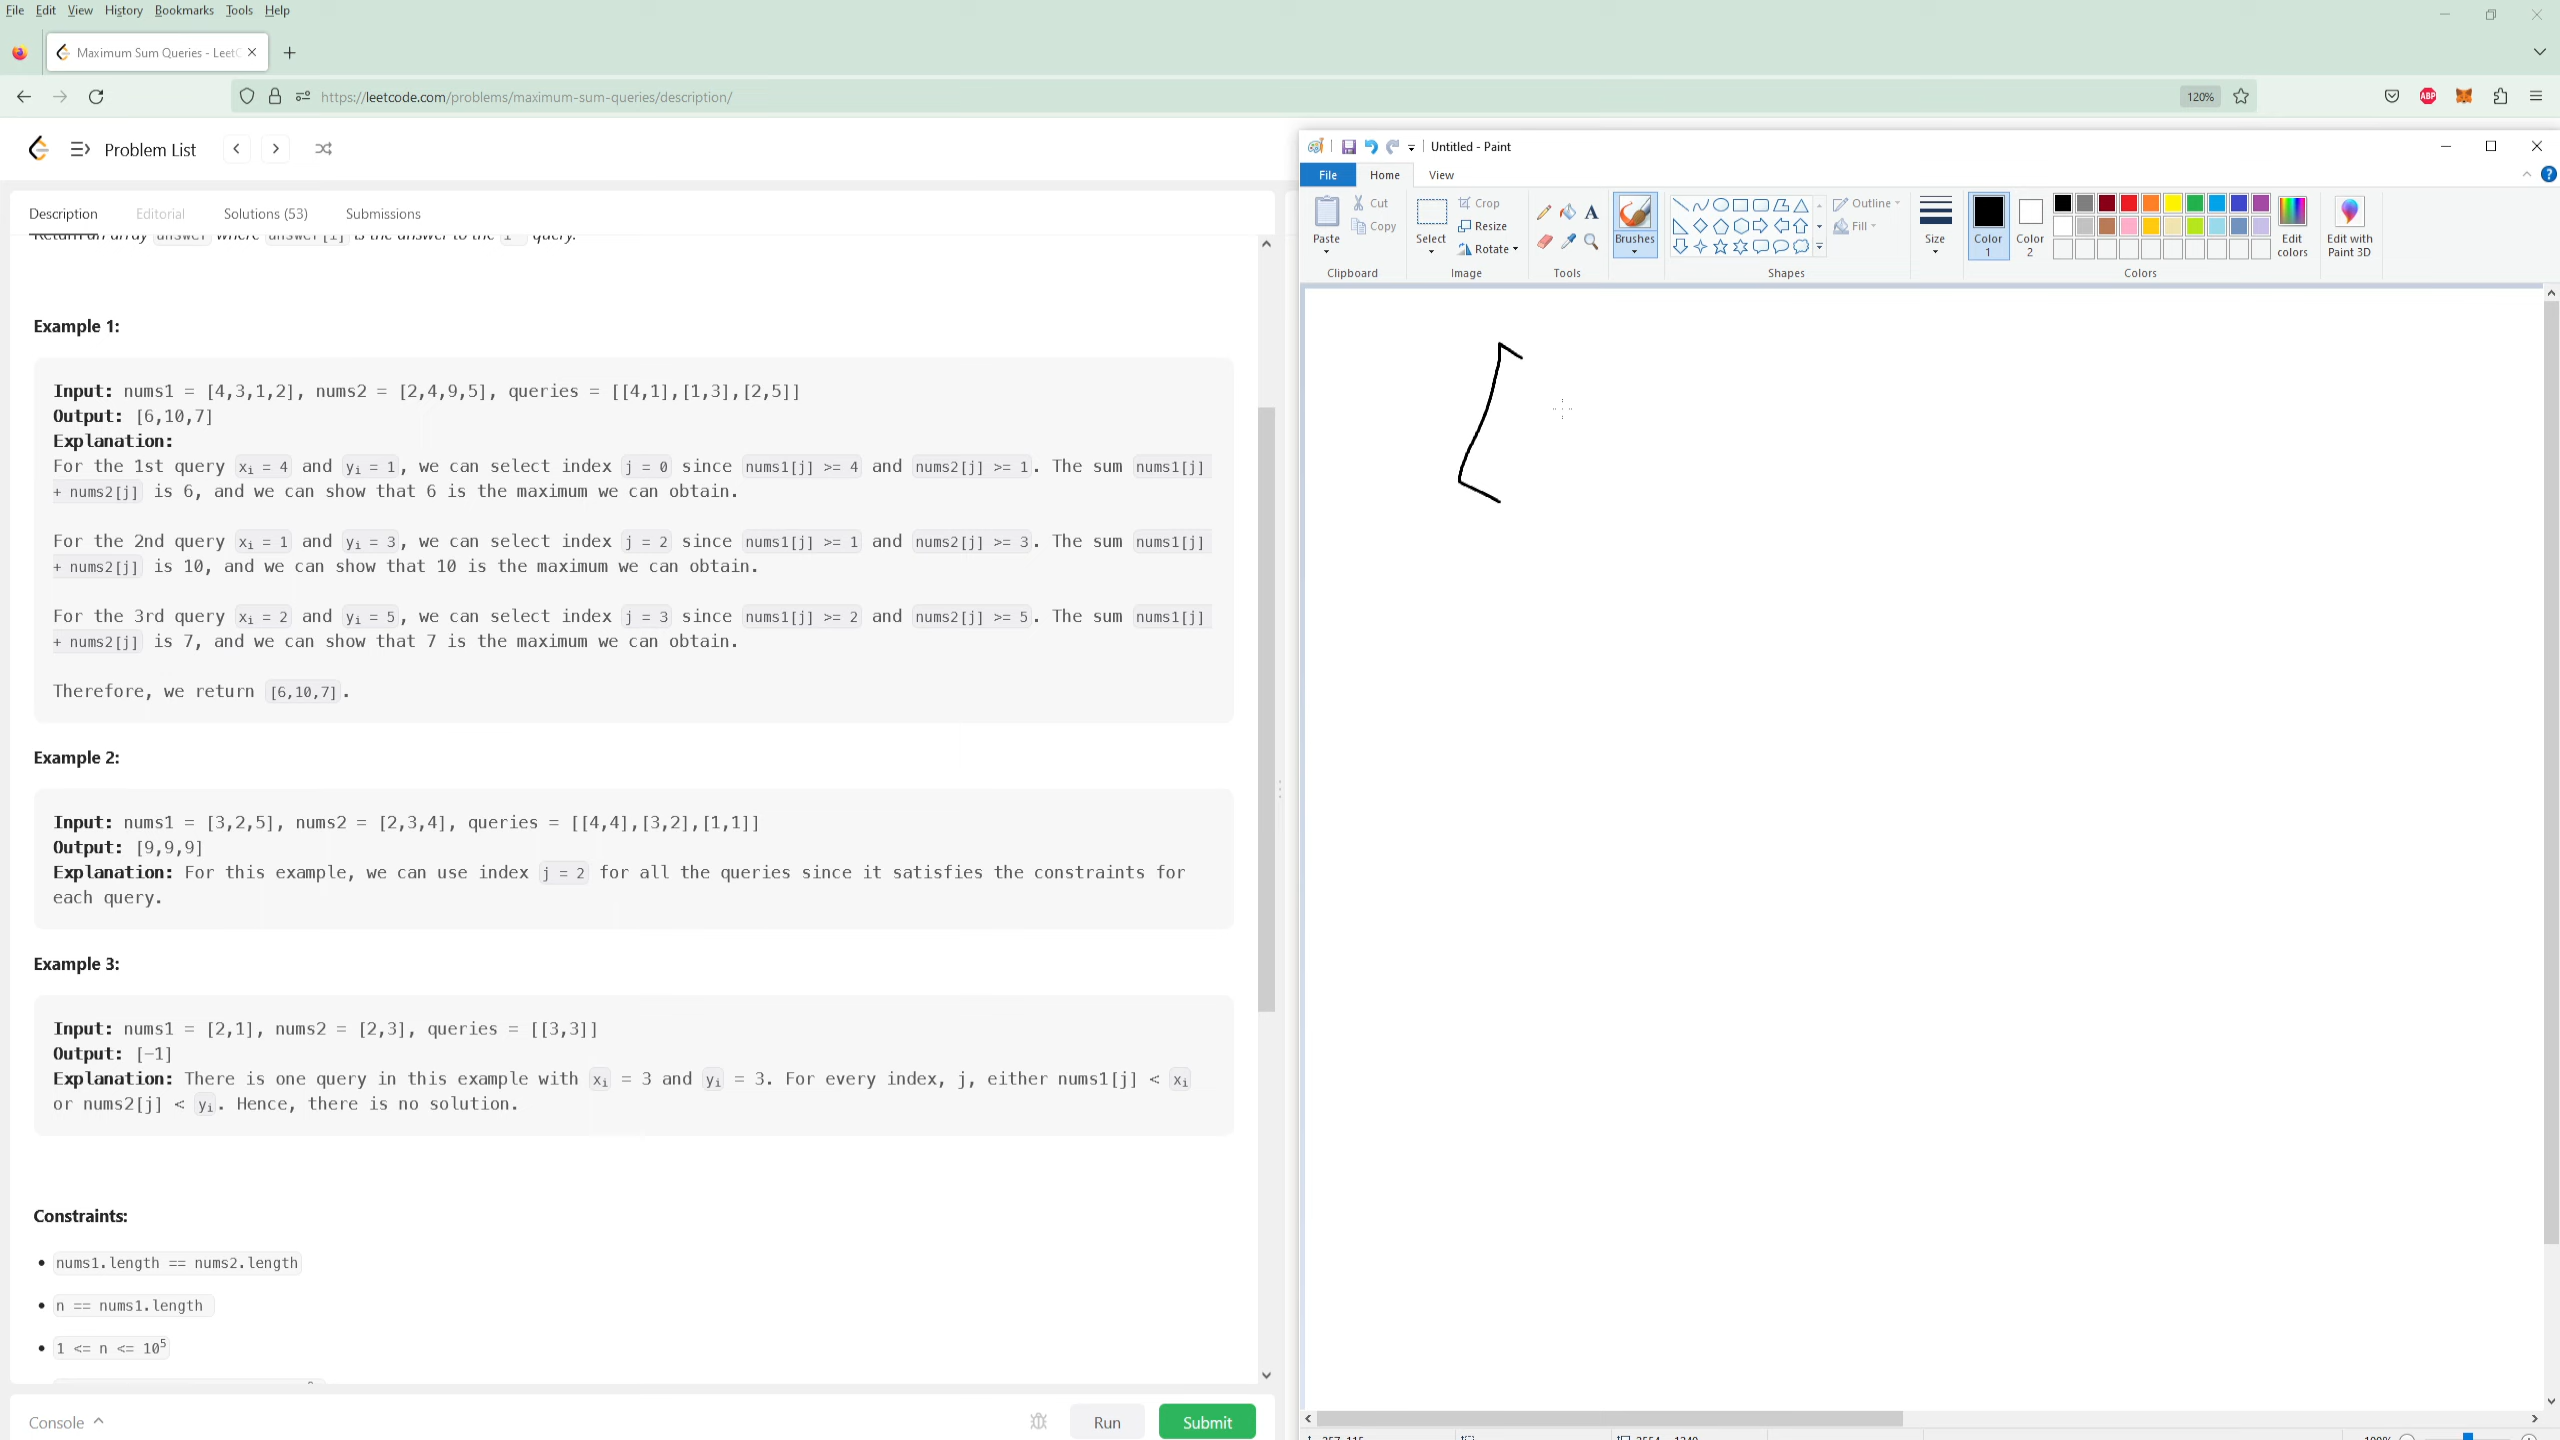 File Edit View History Bookmarks Tools Help
Maximum Sum Queries - Leet
https://leetcode.com/problems/maximum-sum-queries/description/
120%
ABP
Problem List
Description Editorial Solutions (53) Submissions
Return an array answer where answer[i] is the answer to the i query.
Example 1:
Input: nums1 = [4,3,1,2], nums2 = [2,4,9,5], queries = [[4,1],[1,3],[2,5]]
Output: [6,10,7]
Explanation:
For the 1st query xi = 4 and yi = 1, we can select index j = 0 since nums1[j] >= 4 and nums2[j] >= 1. The sum nums1[j]
+ nums2[j] is 6, and we can show that 6 is the maximum we can obtain.
For the 2nd query xi = 1 and yi = 3, we can select index j = 2 since nums1[j] >= 1 and nums2[j] >= 3. The sum nums1[j]
+ nums2[j] is 10, and we can show that 10 is the maximum we can obtain.
For the 3rd query xi = 2 and yi = 5, we can select index j = 3 since nums1[j] >= 2 and nums2[j] >= 5. The sum nums1[j]
+ nums2[j] is 7, and we can show that 7 is the maximum we can obtain.
Therefore, we return [6,10,7].
Example 2:
Input: nums1 = [3,2,5], nums2 = [2,3,4], queries = [[4,4],[3,2],[1,1]]
Output: [9,9,9]
Explanation: For this example, we can use index j = 2 for all the queries since it satisfies the constraints for
each query.
Example 3:
Input: nums1 = [2,1], nums2 = [2,3], queries = [[3,3]]
Output: [-1]
Explanation: There is one query in this example with xi = 3 and yi = 3. For every index, j, either nums1[j] < xi
or nums2[j] < yi. Hence, there is no solution.
Constraints:
• nums1.length == nums2.length
• n == nums1.length
• 1 <= n <= 10⁵
Console Run Submit
Untitled - Paint
File Home View
Paste Cut Copy
Clipboard
Select Crop Resize Rotate
Image
A
Tools
Brushes
Outline Fill
Shapes
Size
Color 1
Color 2
Edit colors
Edit with Paint 3D
Colors